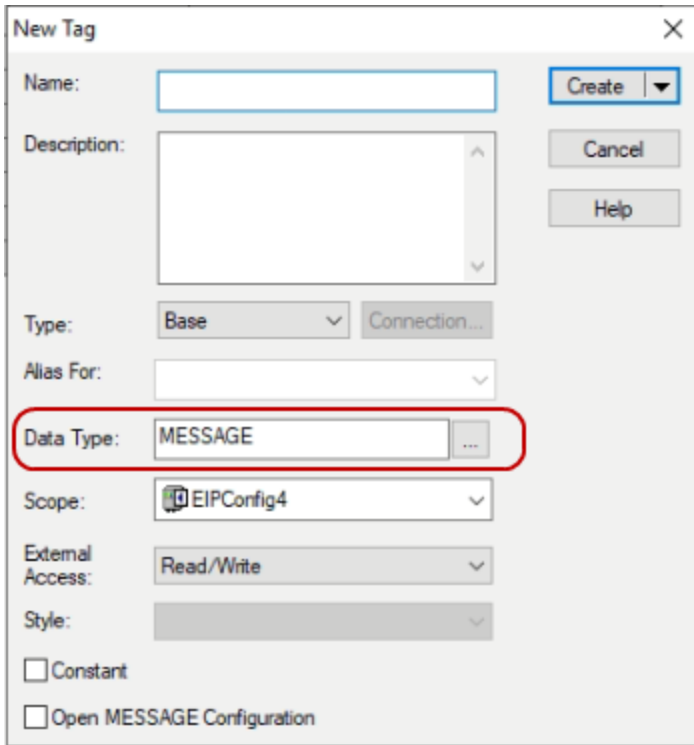 New Tag
Name:
Create
Description:
Cancel
Help
Type:
Base
Connection...
Alias For:
Data Type:
MESSAGE
...
Scope:
EIPConfig4
External
Access:
Read/Write
Style:
Constant
Open MESSAGE Configuration